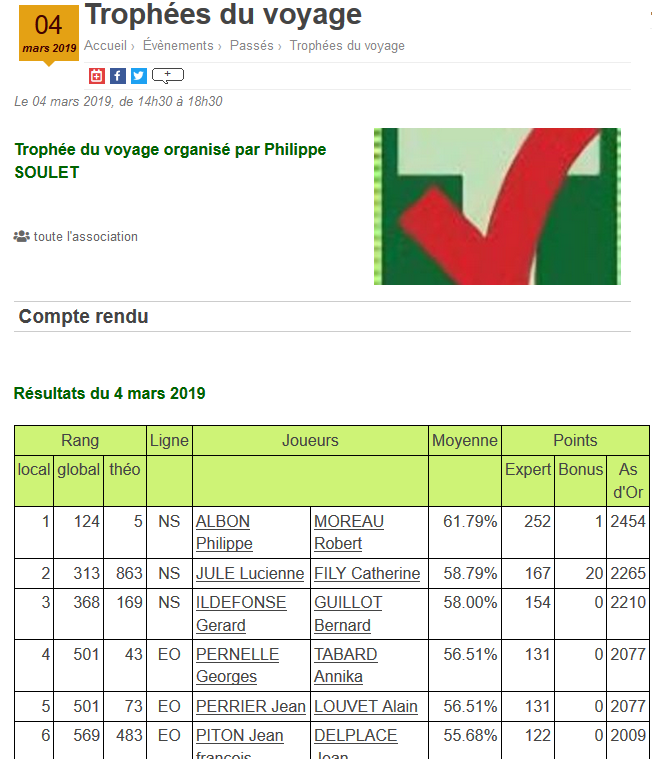 04
mars 2019
Trophées du voyage
Accueil › Évènements › Passés › Trophées du voyage
+
Le 04 mars 2019, de 14h30 à 18h30
Trophée du voyage organisé par Philippe
SOULET
toute l'association
Compte rendu
Résultats du 4 mars 2019
Rang Ligne Joueurs Moyenne Points
local global théo Expert Bonus As
d'Or
1 124 5 NS ALBON MOREAU 61.79% 252 1 2454
Philippe Robert
2 313 863 NS JULE Lucienne FILY Catherine 58.79% 167 20 2265
3 368 169 NS ILDEFONSE GUILLOT 58.00% 154 0 2210
Gerard Bernard
4 501 43 EO PERNELLE TABARD 56.51% 131 0 2077
Georges Annika
5 501 73 EO PERRIER Jean LOUVET Alain 56.51% 131 0 2077
6 569 483 EO PITON Jean DELPLACE 55.68% 122 0 2009
françois Jean